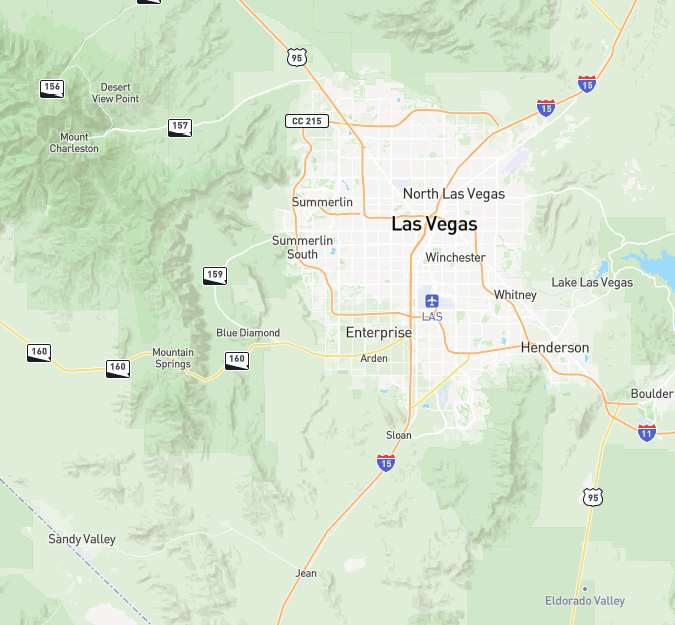 95
15
156
Desert
View Point
15
CC 215
157
Mount
Charleston
North Las Vegas
Summerlin
Las Vegas
Summerlin
South
Winchester
159
Lake Las Vegas
Whitney
LAS
Blue Diamond
Enterprise
Henderson
160
Mountain
Springs
160
Arden
160
Boulder
Sloan
11
15
95
Sandy Valley
Jean
Eldorado Valley